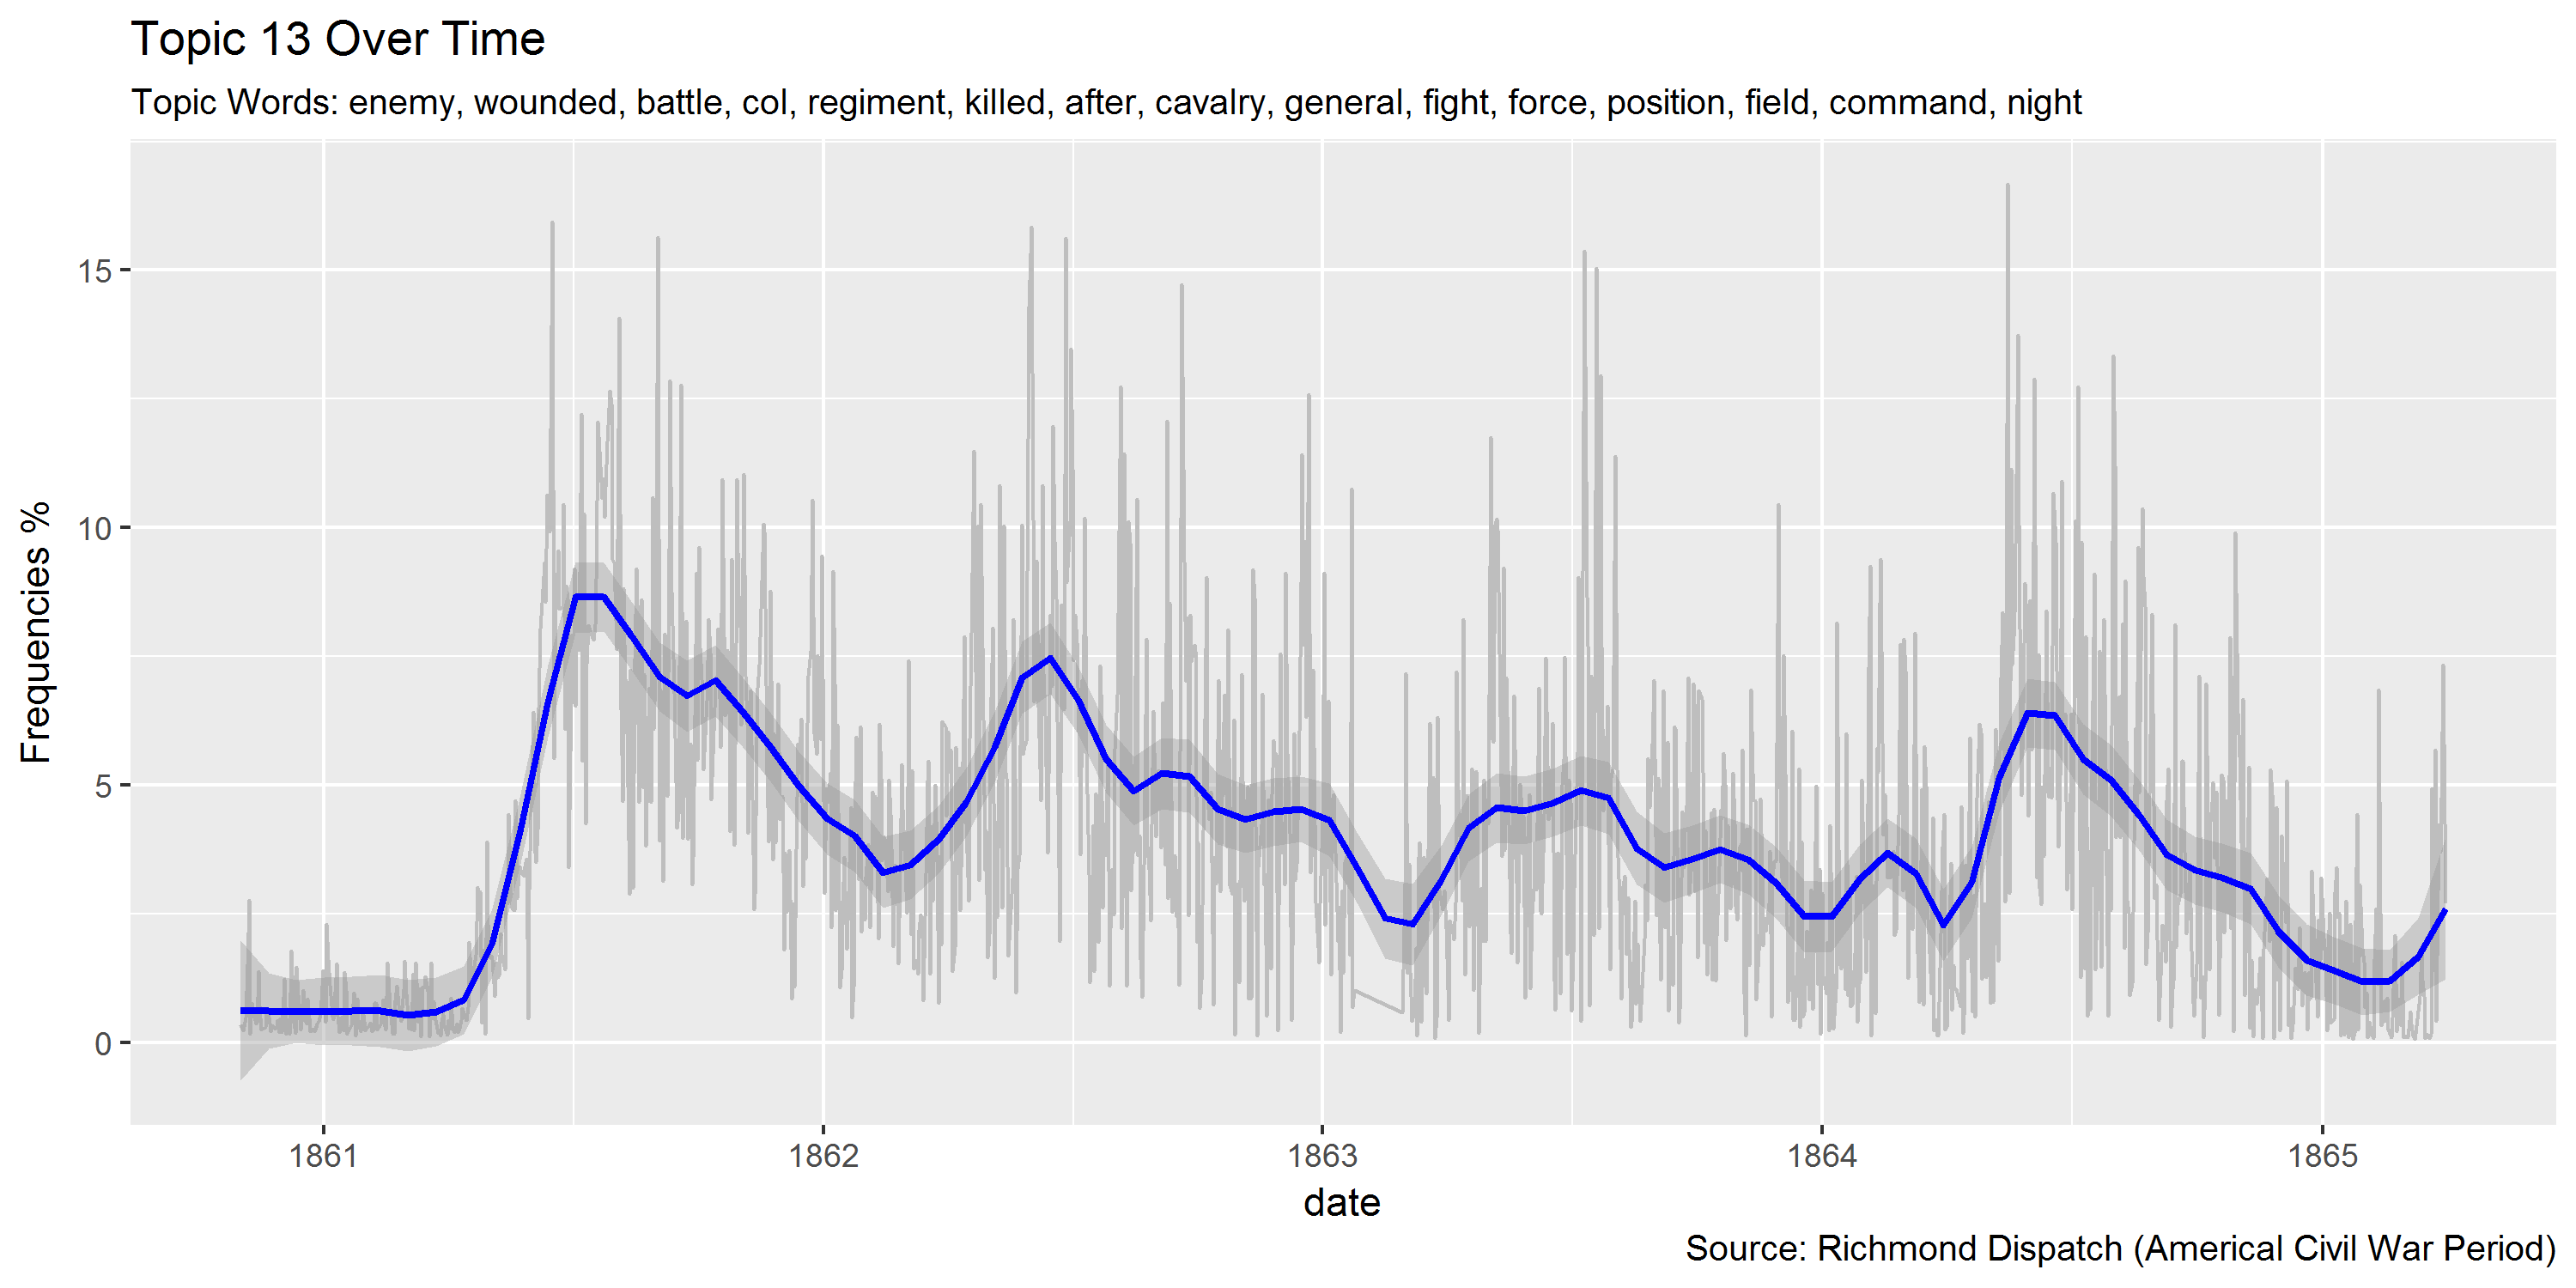 Topic 13 Over Time
Topic Words: enemy, wounded, battle, col, regiment, killed, after, cavalry, general, fight, force, position, field, command, night
Frequencies %
15
10
5
0
1861 1862 1863 1864 1865
date
Source: Richmond Dispatch (Americal Civil War Period)